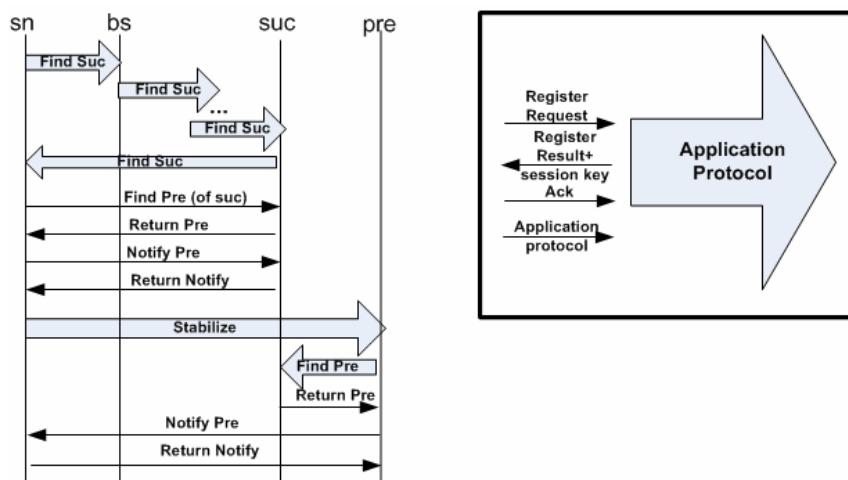 sn bs suc pre
Find Suc
Find Suc
...
Find Suc
Find Suc
Find Pre (of suc)
Return Pre
Notify Pre
Return Notify
Stabilize
Find Pre
Return Pre
Notify Pre
Return Notify
Register
Request
Register
Result+
session key
Ack
Application
protocol
Application
Protocol